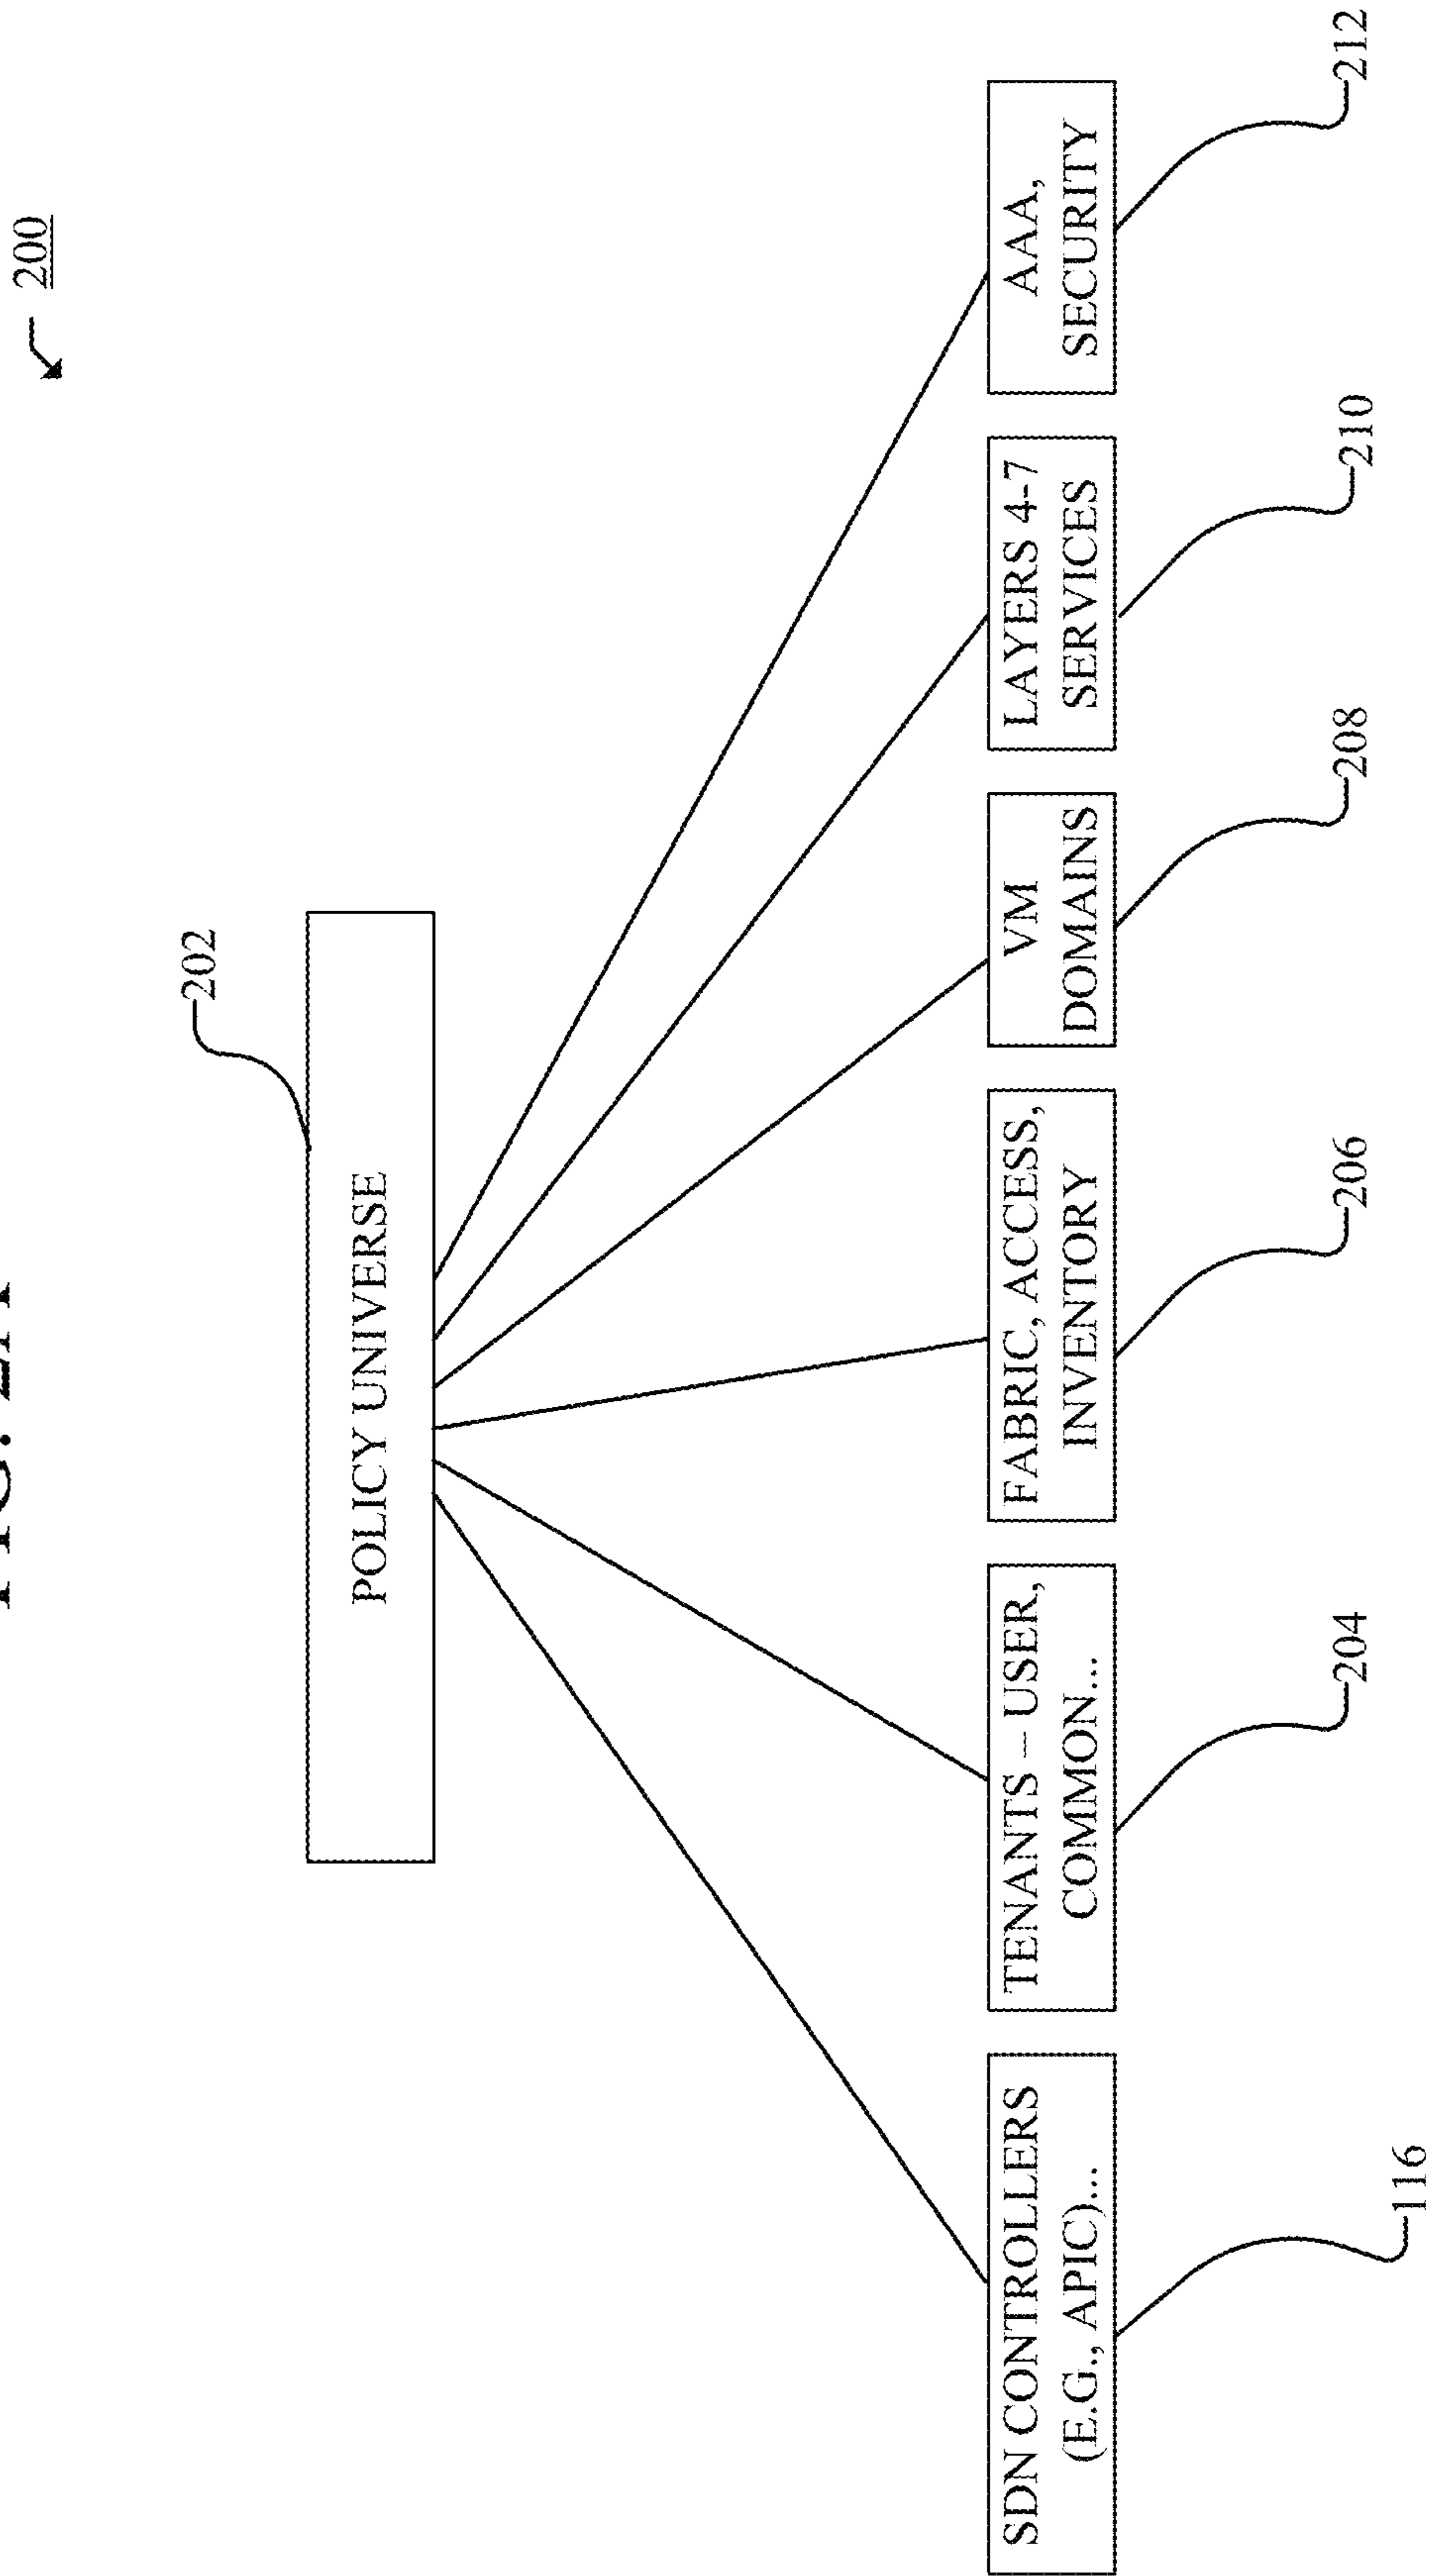 200
202
POLICY UNIVERSE
SDN CONTROLLERS
(E.G., APIC)...
TENANTS – USER,
COMMON...
FABRIC, ACCESS,
INVENTORY
VM
DOMAINS
LAYERS 4-7
SERVICES
AAA,
SECURITY
116
204
206
208
210
212